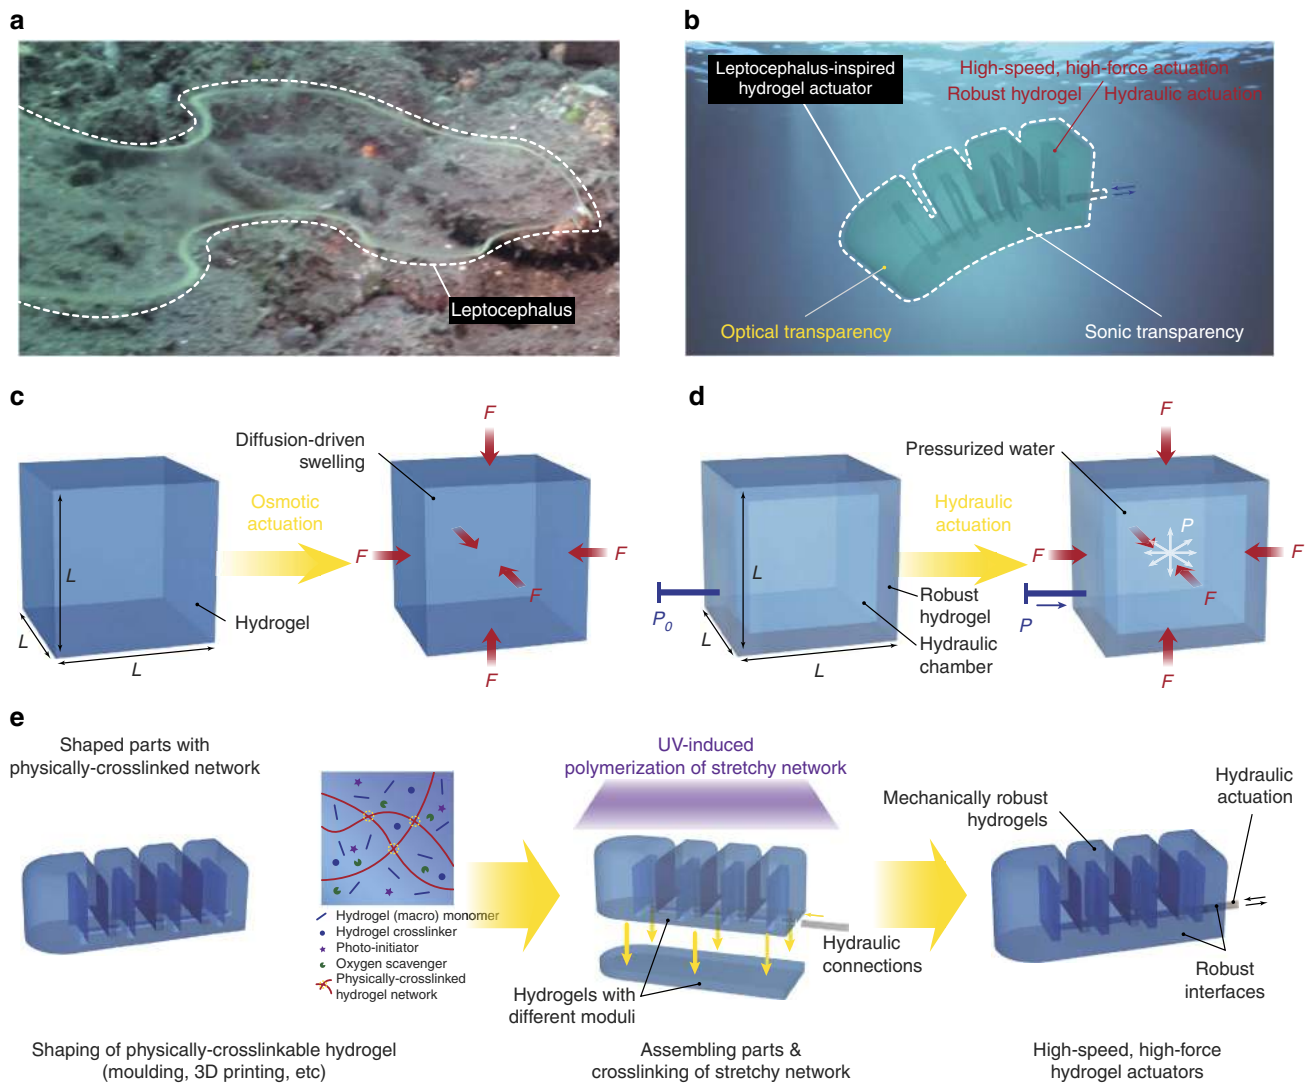 a
Leptocephalus
b
Leptocephalus-inspired
hydrogel actuator
High-speed, high-force actuation
Robust hydrogel
Hydraulic actuation
Optical transparency
Sonic transparency
c
L
L
L
Hydrogel
Osmotic
actuation
Diffusion-driven
swelling
F
F
F
F
F
d
P0
L
L
L
Robust
hydrogel
Hydraulic
chamber
Hydraulic
actuation
Pressurized water
P
F
F
P
F
F
F
e
Shaped parts with
physically-crosslinked network
Hydrogel (macro) monomer
Hydrogel crosslinker
Photo-initiator
Oxygen scavenger
Physically-crosslinked
hydrogel network
Shaping of physically-crosslinkable hydrogel
(moulding, 3D printing, etc)
UV-induced
polymerization of stretchy network
Hydraulic
connections
Hydrogels with
different moduli
Assembling parts &
crosslinking of stretchy network
Mechanically robust
hydrogels
Hydraulic
actuation
Robust
interfaces
High-speed, high-force
hydrogel actuators